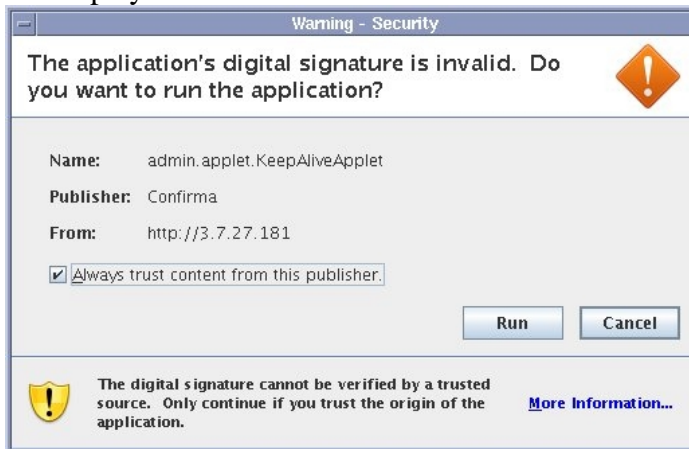 Warning - Security
The application's digital signature is invalid. Do
you want to run the application?
Name: admin.applet.KeepAliveApplet
Publisher: Confirma
From: http://3.7.27.181
Always trust content from this publisher.
Run Cancel
The digital signature cannot be verified by a trusted
source. Only continue if you trust the origin of the
application.
More Information...